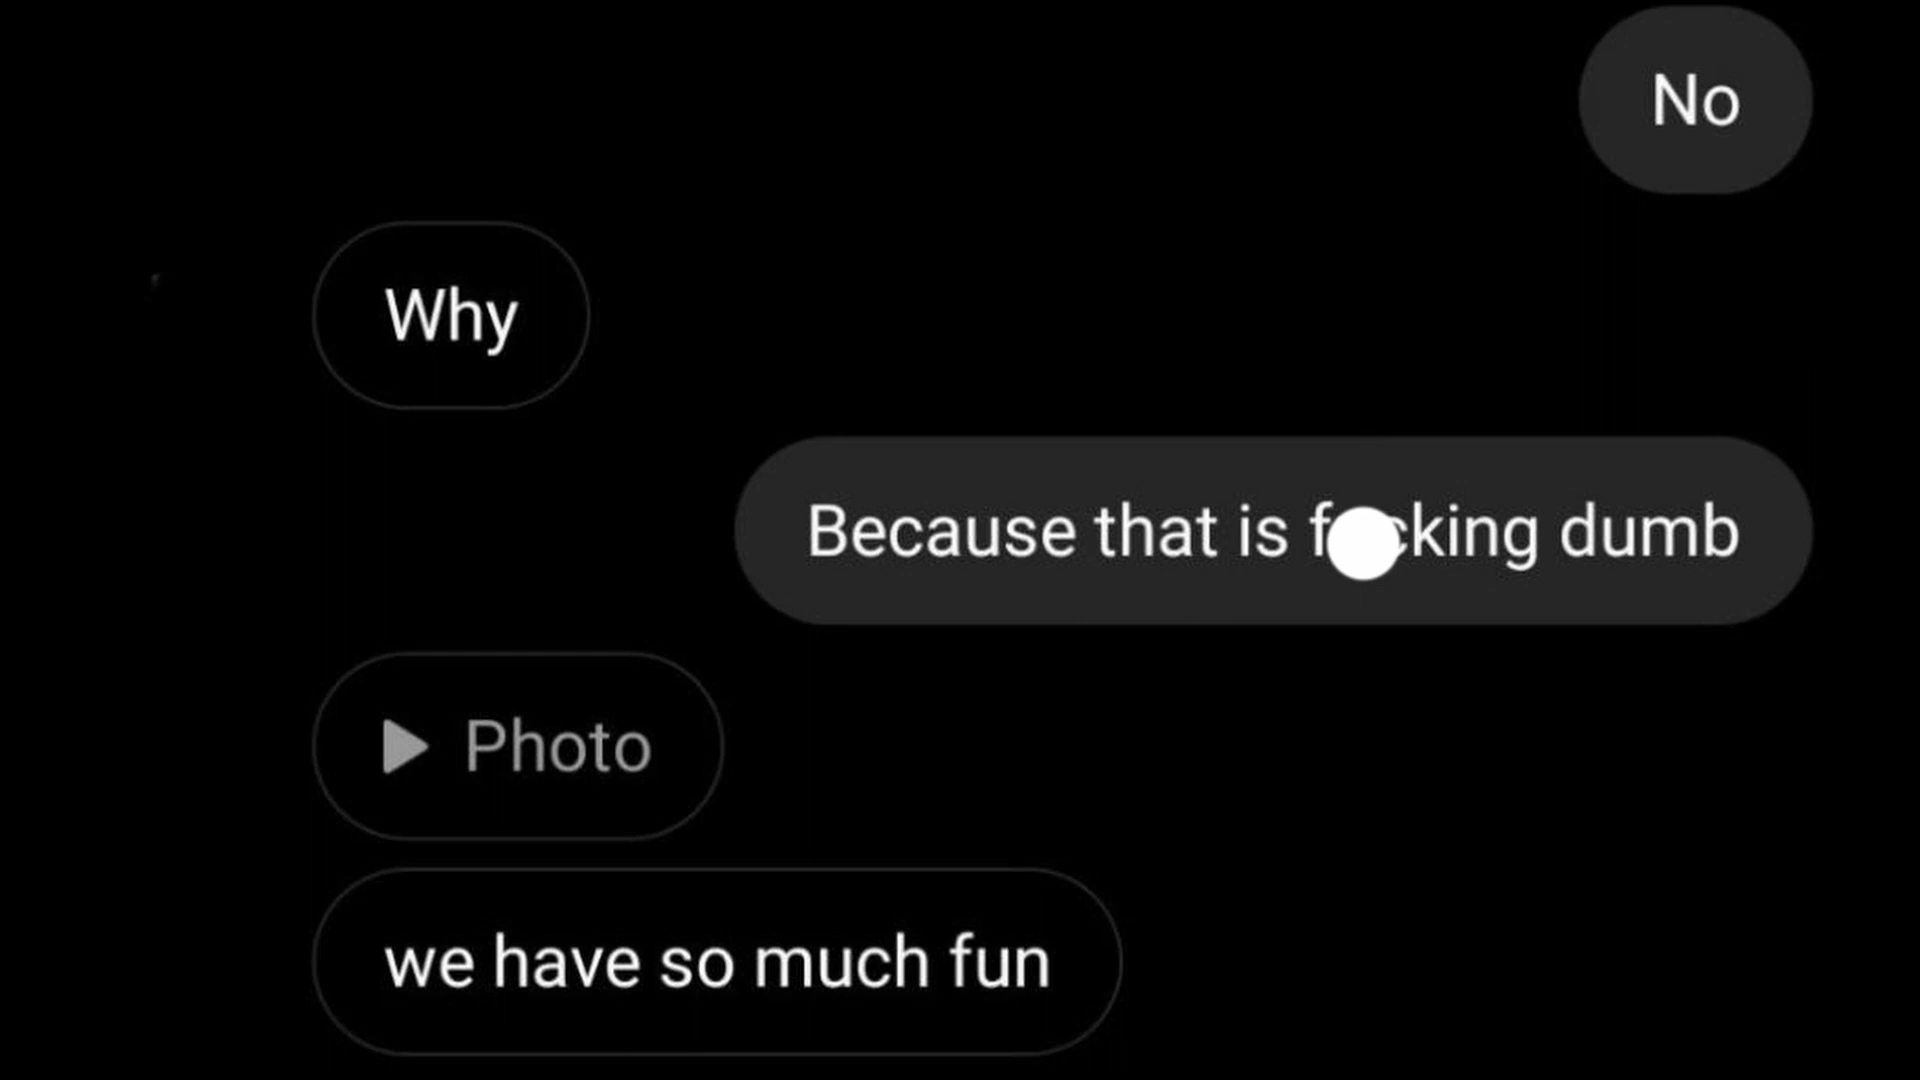 No
Why
Because that is f cking dumb
Photo
we have so much fun